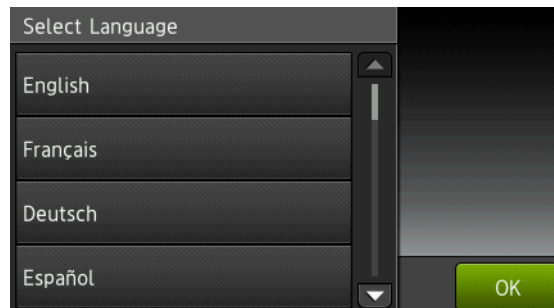 Select Language
English
Français
Deutsch
Español
OK